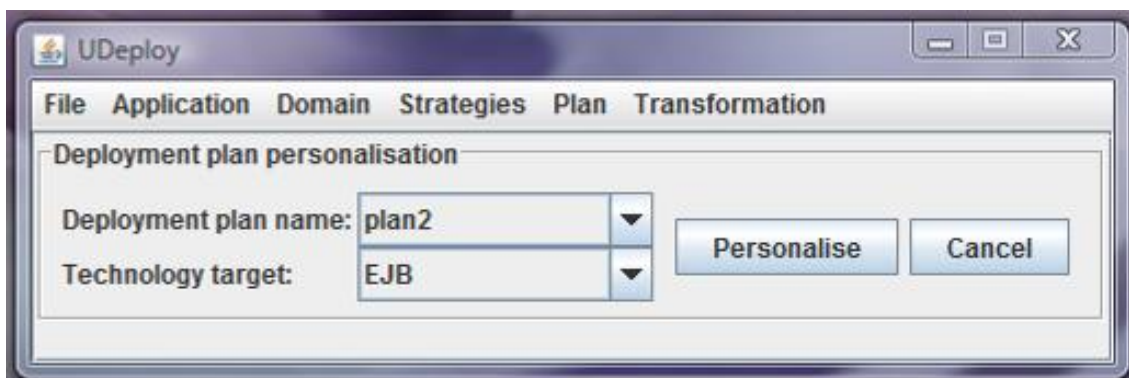 UDeploy
File Application Domain Strategies Plan Transformation
Deployment plan personalisation
Deployment plan name: plan2
Technology target: EJB
Personalise Cancel